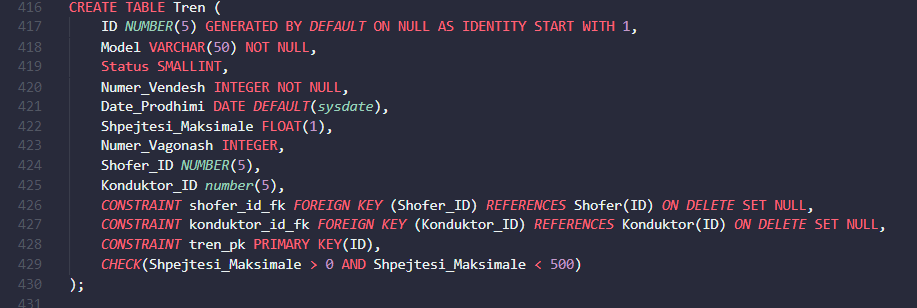 416 CREATE TABLE Tren (
417 ID NUMBER(5) GENERATED BY DEFAULT ON NULL AS IDENTITY START WITH 1,
418 Model VARCHAR(50) NOT NULL,
419 Status SMALLINT,
420 Numer_Vendesh INTEGER NOT NULL,
421 Date_Prodhimi DATE DEFAULT(sysdate),
422 Shpejtesi_Maksimale FLOAT(1),
423 Numer_Vagonash INTEGER,
424 Shofer_ID NUMBER(5),
425 Konduktor_ID number(5),
426 CONSTRAINT shofer_id_fk FOREIGN KEY (Shofer_ID) REFERENCES Shofer(ID) ON DELETE SET NULL,
427 CONSTRAINT konduktor_id_fk FOREIGN KEY (Konduktor_ID) REFERENCES Konduktor(ID) ON DELETE SET NULL,
428 CONSTRAINT tren_pk PRIMARY KEY(ID),
429 CHECK(Shpejtesi_Maksimale > 0 AND Shpejtesi_Maksimale < 500)
430 );
431